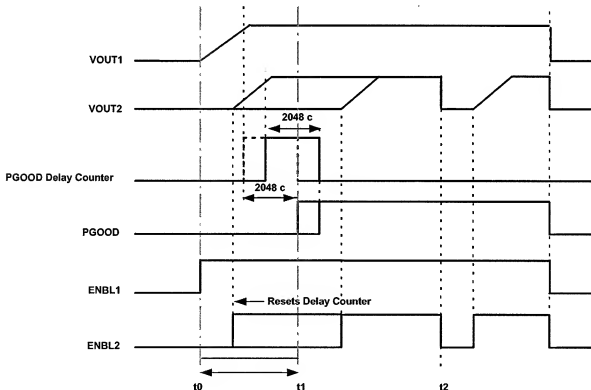 VOUT1
VOUT2
2048 c
PGOOD Delay Counter
2048 c
PGOOD
ENBL1
Resets Delay Counter
ENBL2
t0 t1 t2